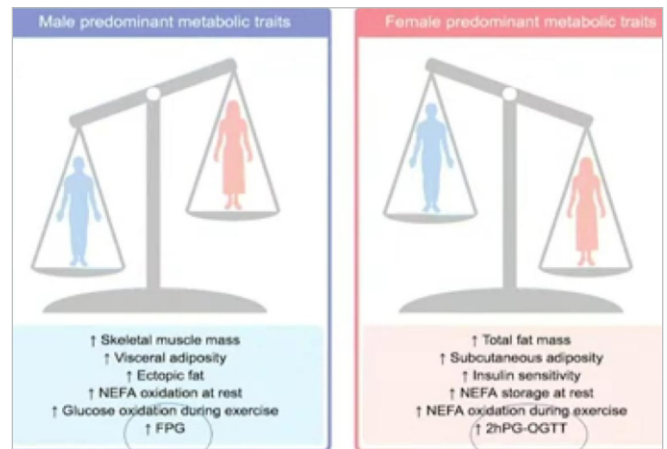 Male predominant metabolic traits
↑ Skeletal muscle mass
↑ Visceral adiposity
↑ Ectopic fat
↑ NEFA oxidation at rest
↑ Glucose oxidation during exercise
↑ FPG
Female predominant metabolic traits
↑ Total fat mass
↑ Subcutaneous adiposity
↑ Insulin sensitivity
↑ NEFA storage at rest
↑ NEFA oxidation during exercise
↑ 2hPG-OGTT